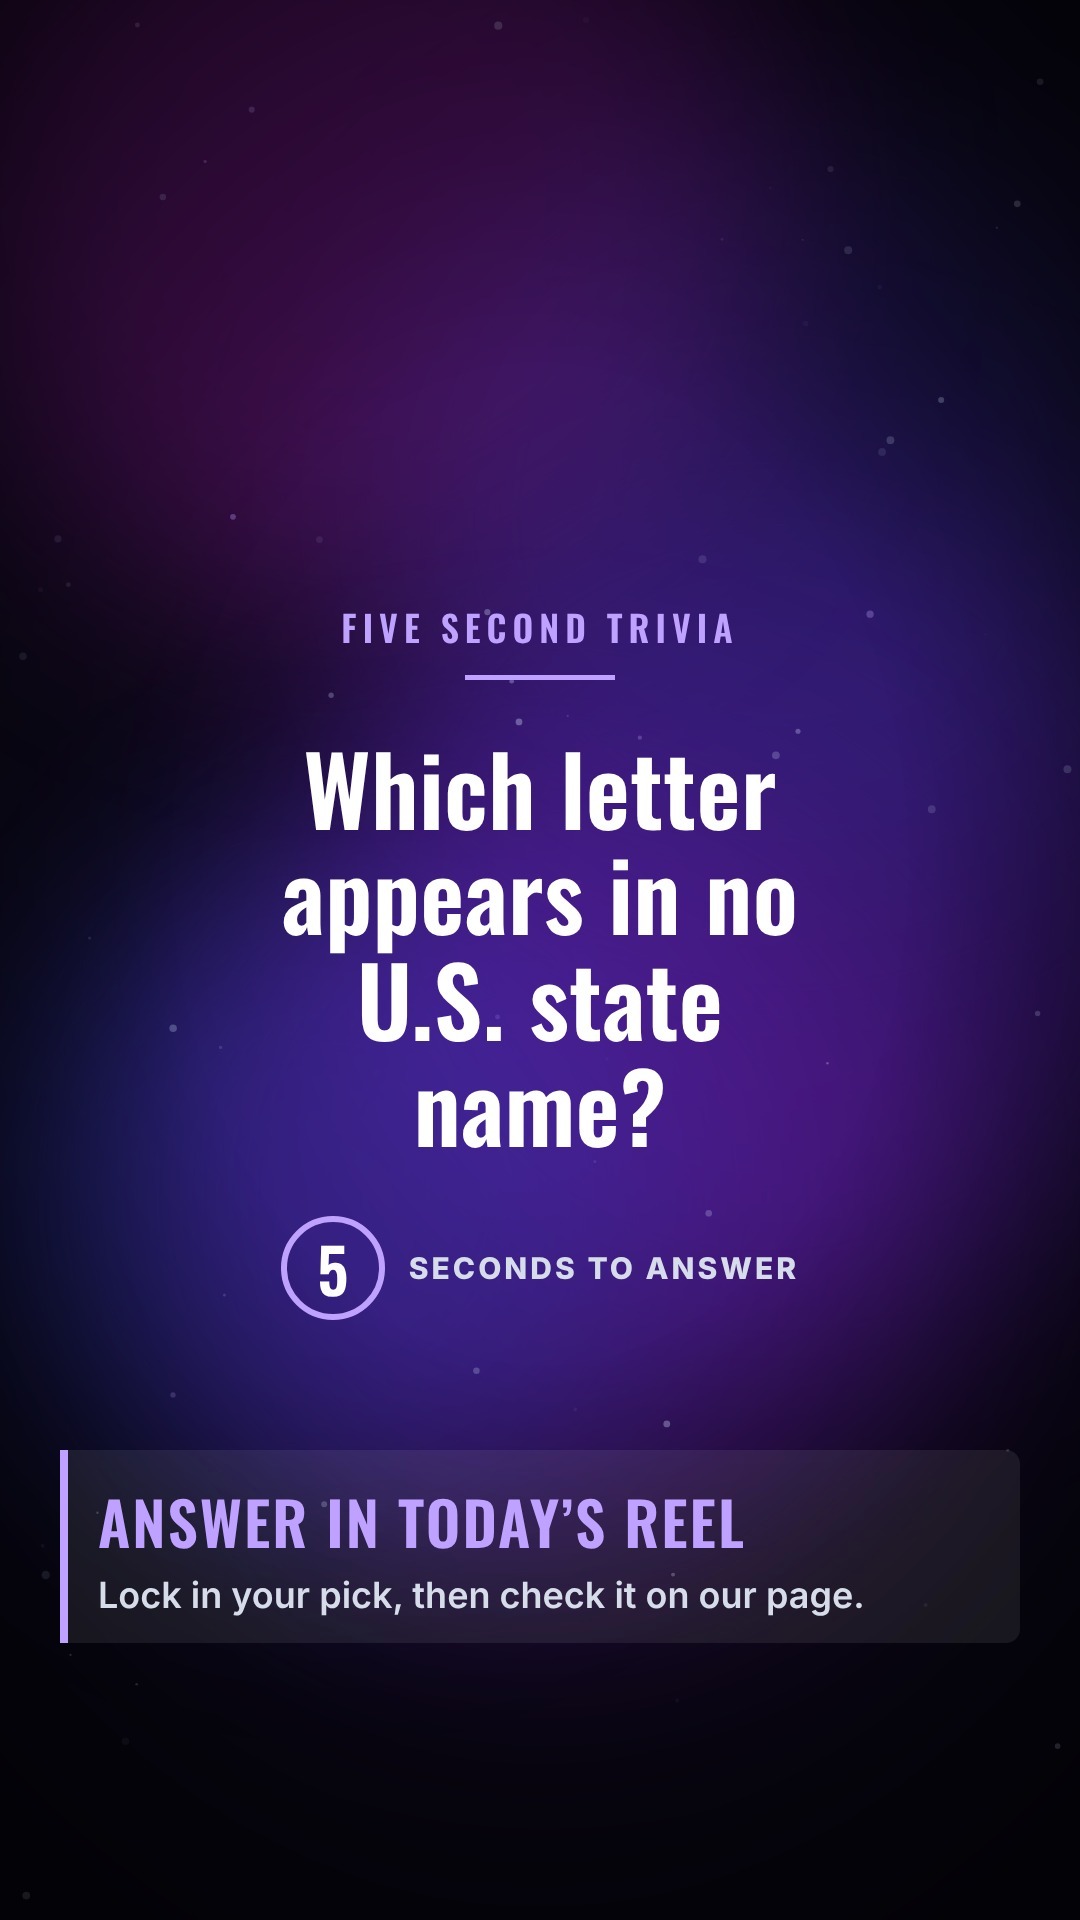 FIVE SECOND TRIVIA
Which letter
appears in no
U.S. state
name?
5 SECONDS TO ANSWER
ANSWER IN TODAY’S REEL
Lock in your pick, then check it on our page.